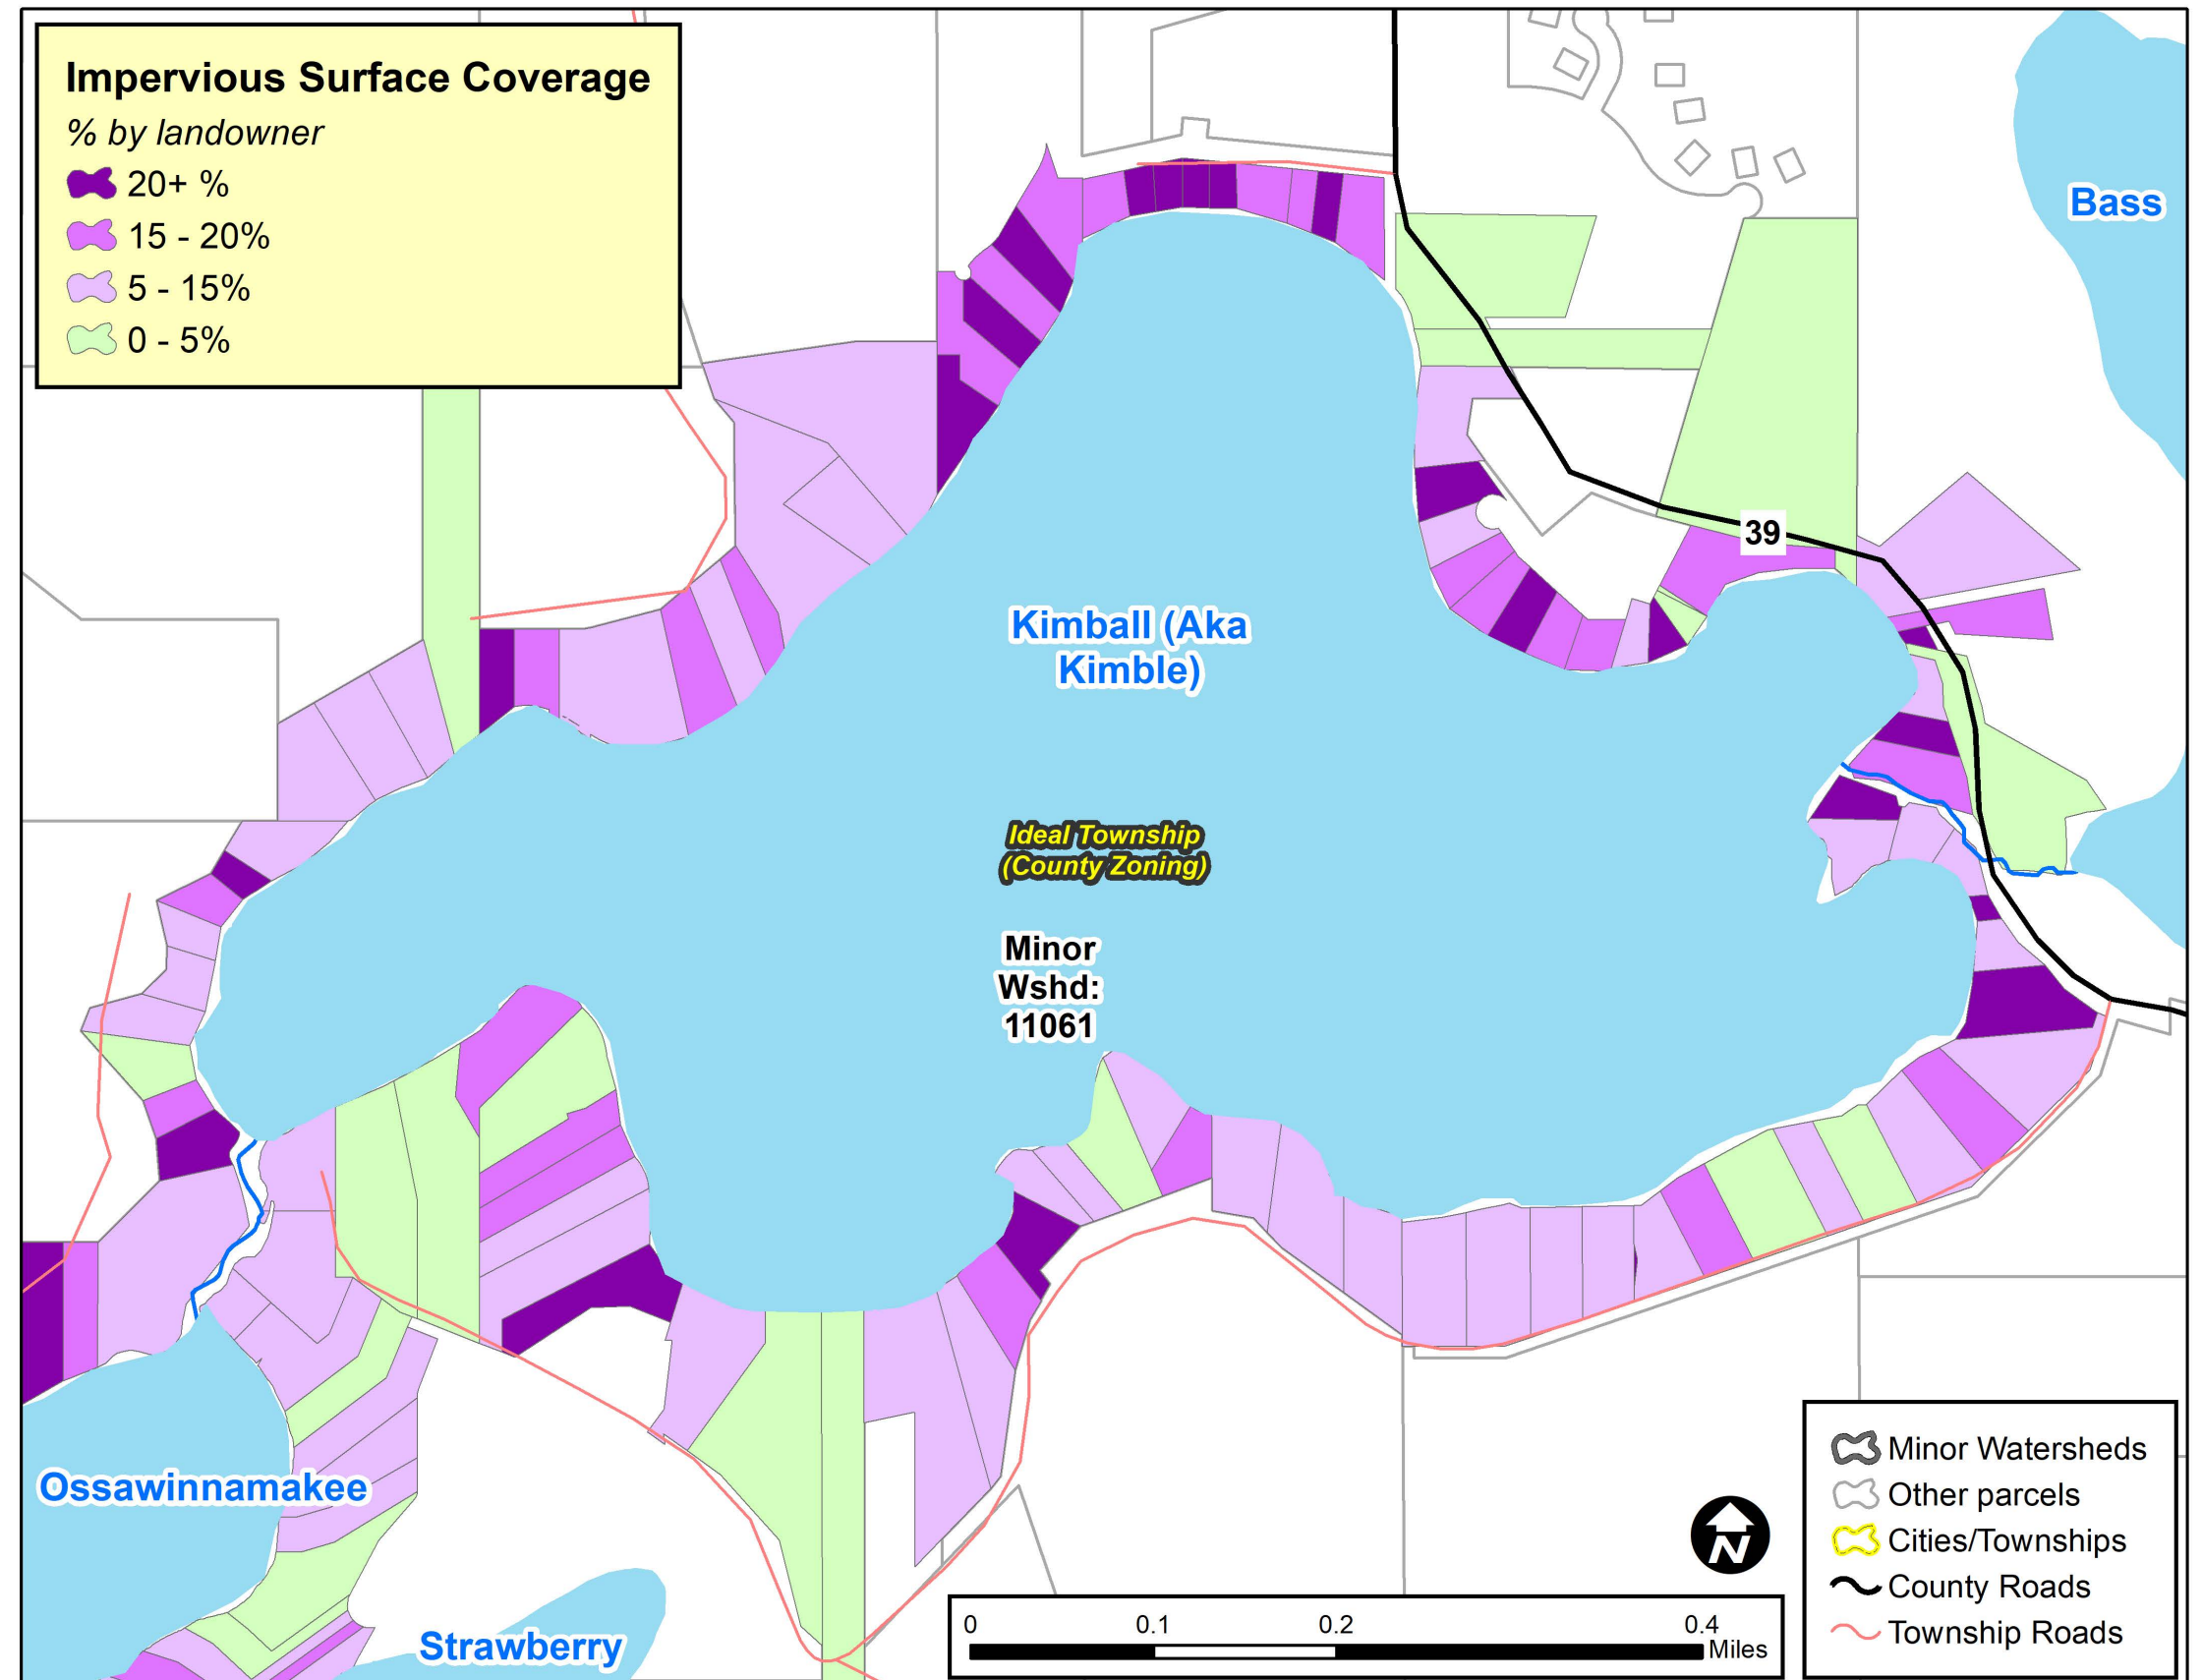 Impervious Surface Coverage
% by landowner
20+ %
15 - 20%
5 - 15%
0 - 5%
Bass
39
Kimball (Aka
Kimble)
Ideal Township
(County Zoning)
Minor
Wshd:
11061
Ossawinnamakee
Strawberry
N
0 0.1 0.2 0.4
Miles
Minor Watersheds
Other parcels
Cities/Townships
County Roads
Township Roads